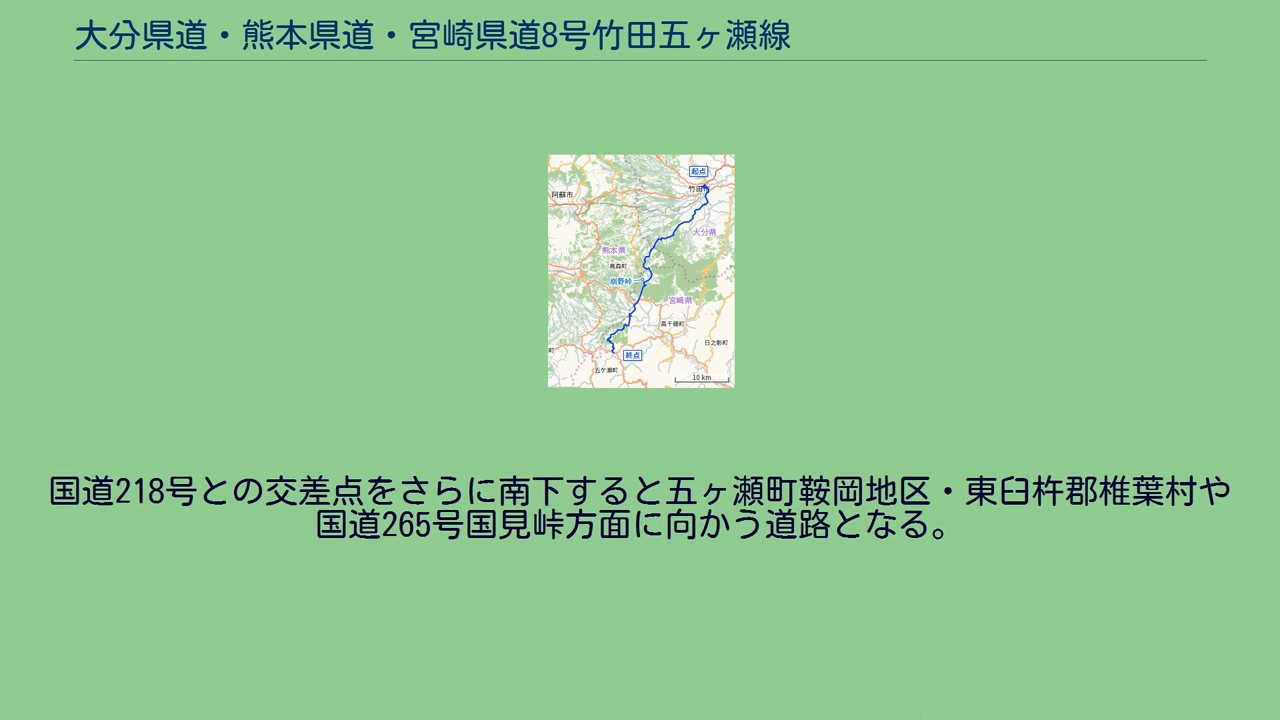 大分県道・熊本県道・宮崎県道8号竹田五ヶ瀬線
起点
竹田市
阿蘇市
大分県
熊本県
高森町
崩野峠
宮崎県
高千穂町
日之影町
町
終点
五ケ瀬町
10 km
国道218号との交差点をさらに南下すると五ヶ瀬町鞍岡地区・東臼杵郡椎葉村や
国道265号国見峠方面に向かう道路となる。